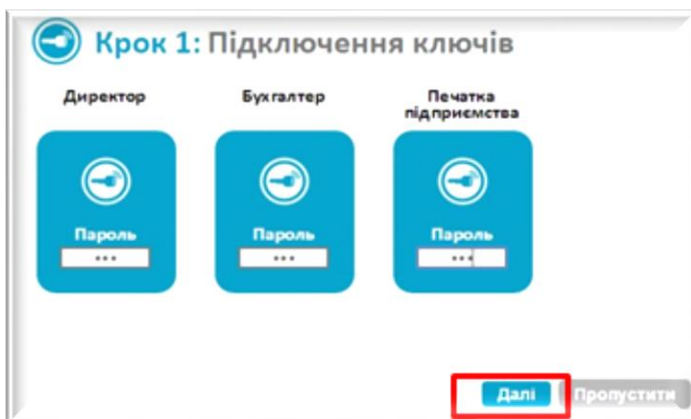 Крок 1: Підключення ключів
Директор
Бухгалтер
Печатка
підприємства
Пароль
•••
Пароль
•••
Пароль
•••
Далі
Пропустити